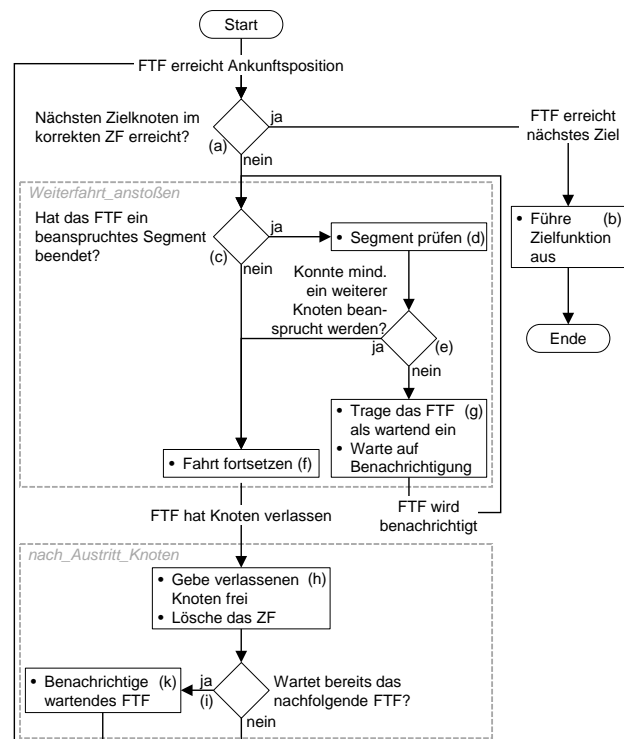 Start
FTF erreicht Ankunftsposition
Nächsten Zielknoten im
korrekten ZF erreicht?
ja
(a)
nein
FTF erreicht
nächstes Ziel
Weiterfahrt_anstoßen
Hat das FTF ein
beanspruchtes Segment
beendet?
ja
(c)
nein
• Segment prüfen (d)
• Führe (b)
Zielfunktion
aus
Konnte mind.
ein weiterer
Knoten bean-
sprucht werden?
ja
(e)
nein
Ende
• Trage das FTF (g)
als wartend ein
• Warte auf
Benachrichtigung
• Fahrt fortsetzen (f)
FTF wird
benachrichtigt
FTF hat Knoten verlassen
nach_Austritt_Knoten
• Gebe verlassenen (h)
Knoten frei
• Lösche das ZF
• Benachrichtige (k)
wartendes FTF
ja
(i)
nein
Wartet bereits das
nachfolgende FTF?